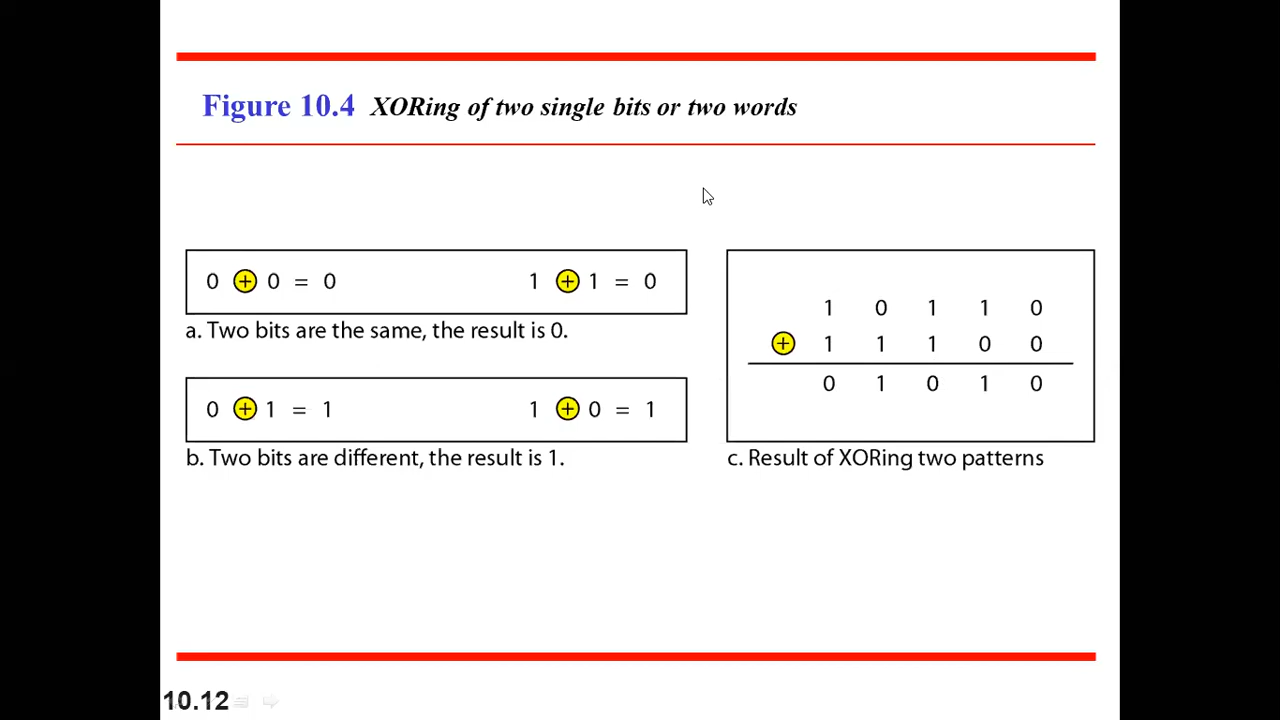 Figure 10.4 XORing of two single bits or two words
0 ⊕ 0 = 0 1 ⊕ 1 = 0
a. Two bits are the same, the result is 0.
0 ⊕ 1 = 1 1 ⊕ 0 = 1
b. Two bits are different, the result is 1.
1 0 1 1 0
⊕ 1 1 1 0 0
0 1 0 1 0
c. Result of XORing two patterns
10.12